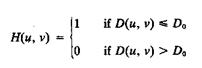 H(u, v) = { 1 if D(u, v) ≤ D₀
0 if D(u, v) > D₀